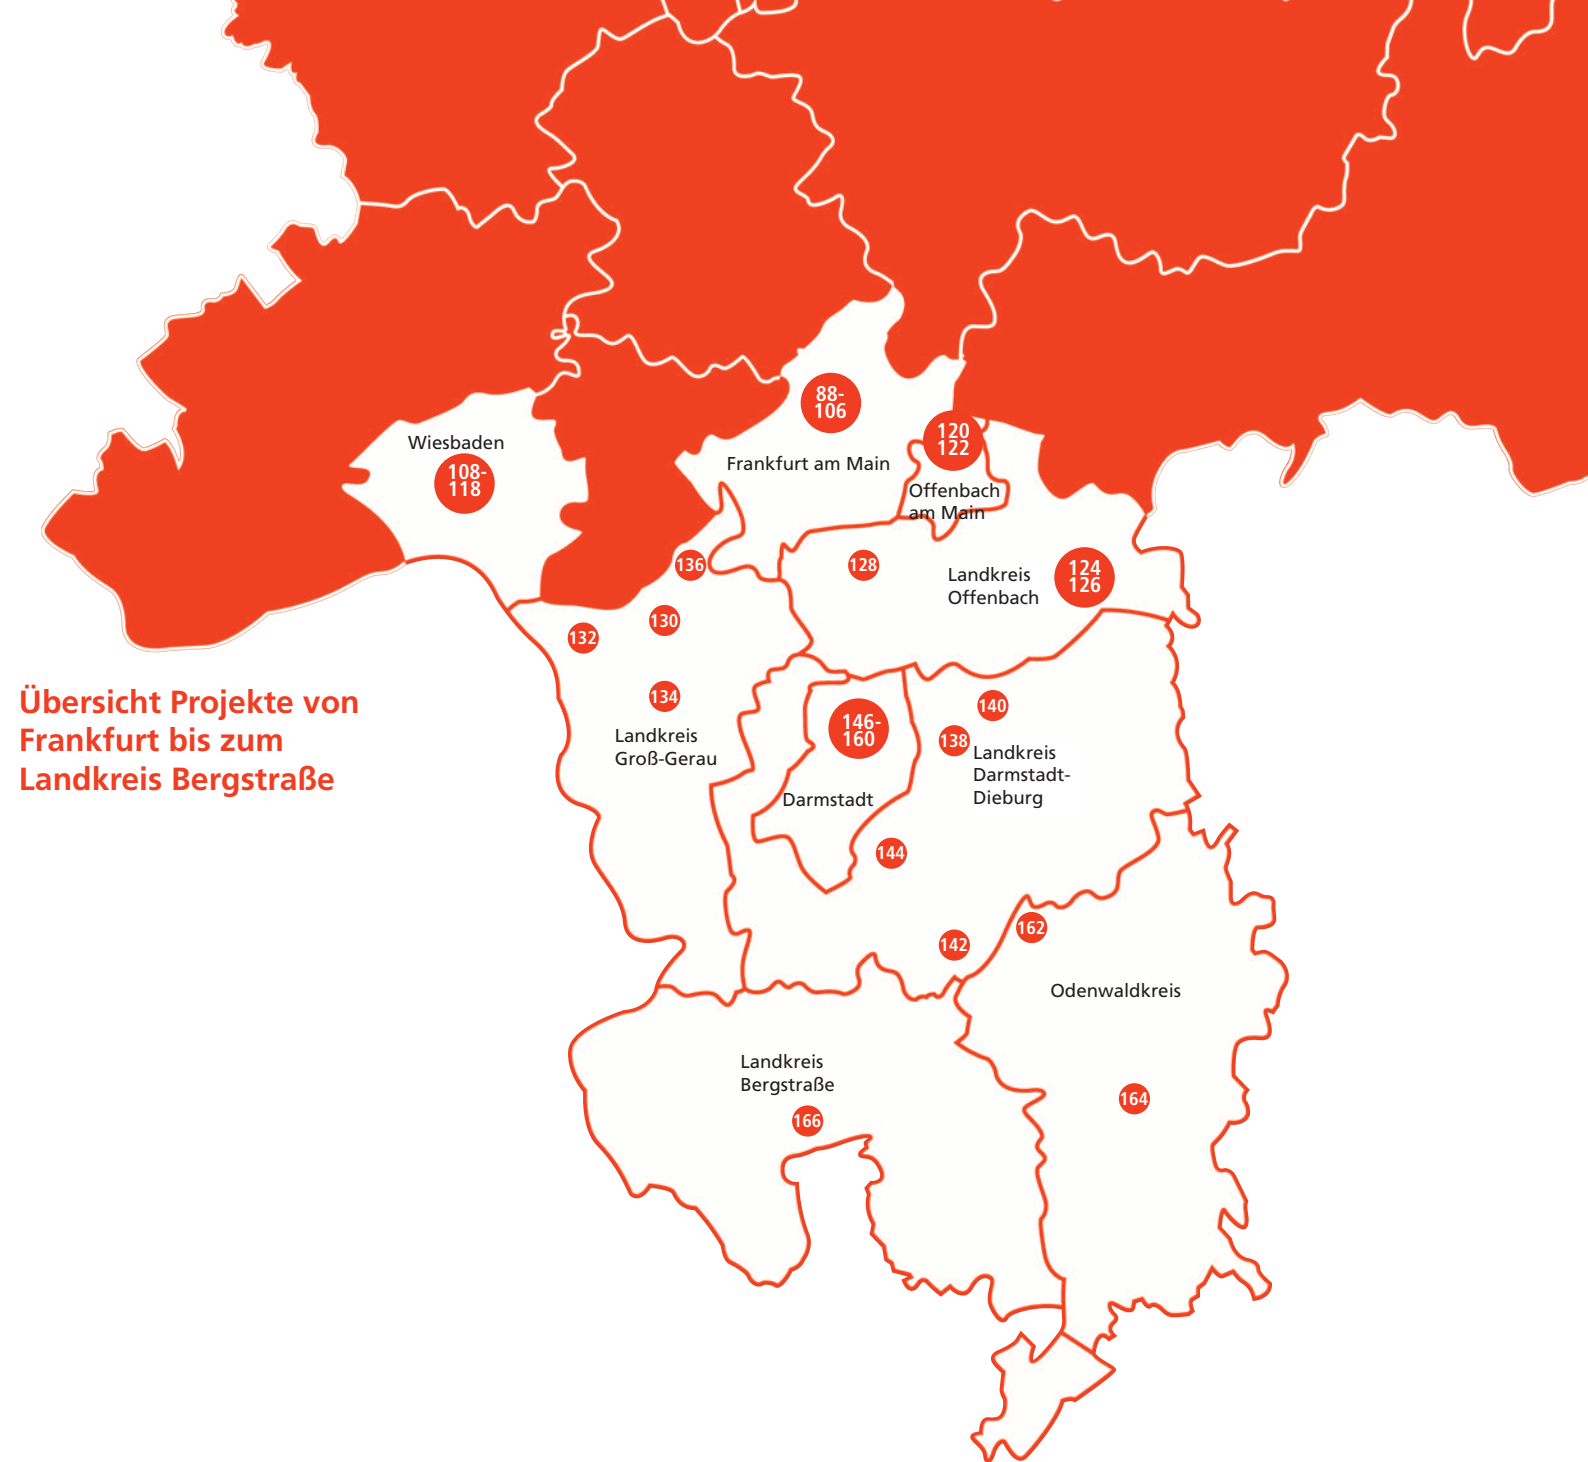 88-
106
Wiesbaden
108-
118
Frankfurt am Main
120
122
Offenbach
am Main
136
128
Landkreis
Offenbach
124
126
132
130
134
Landkreis
Groß-Gerau
Übersicht Projekte von
Frankfurt bis zum
Landkreis Bergstraße
146-
160
Darmstadt
140
138
Landkreis
Darmstadt-
Dieburg
144
142
162
Odenwaldkreis
Landkreis
Bergstraße
166
164